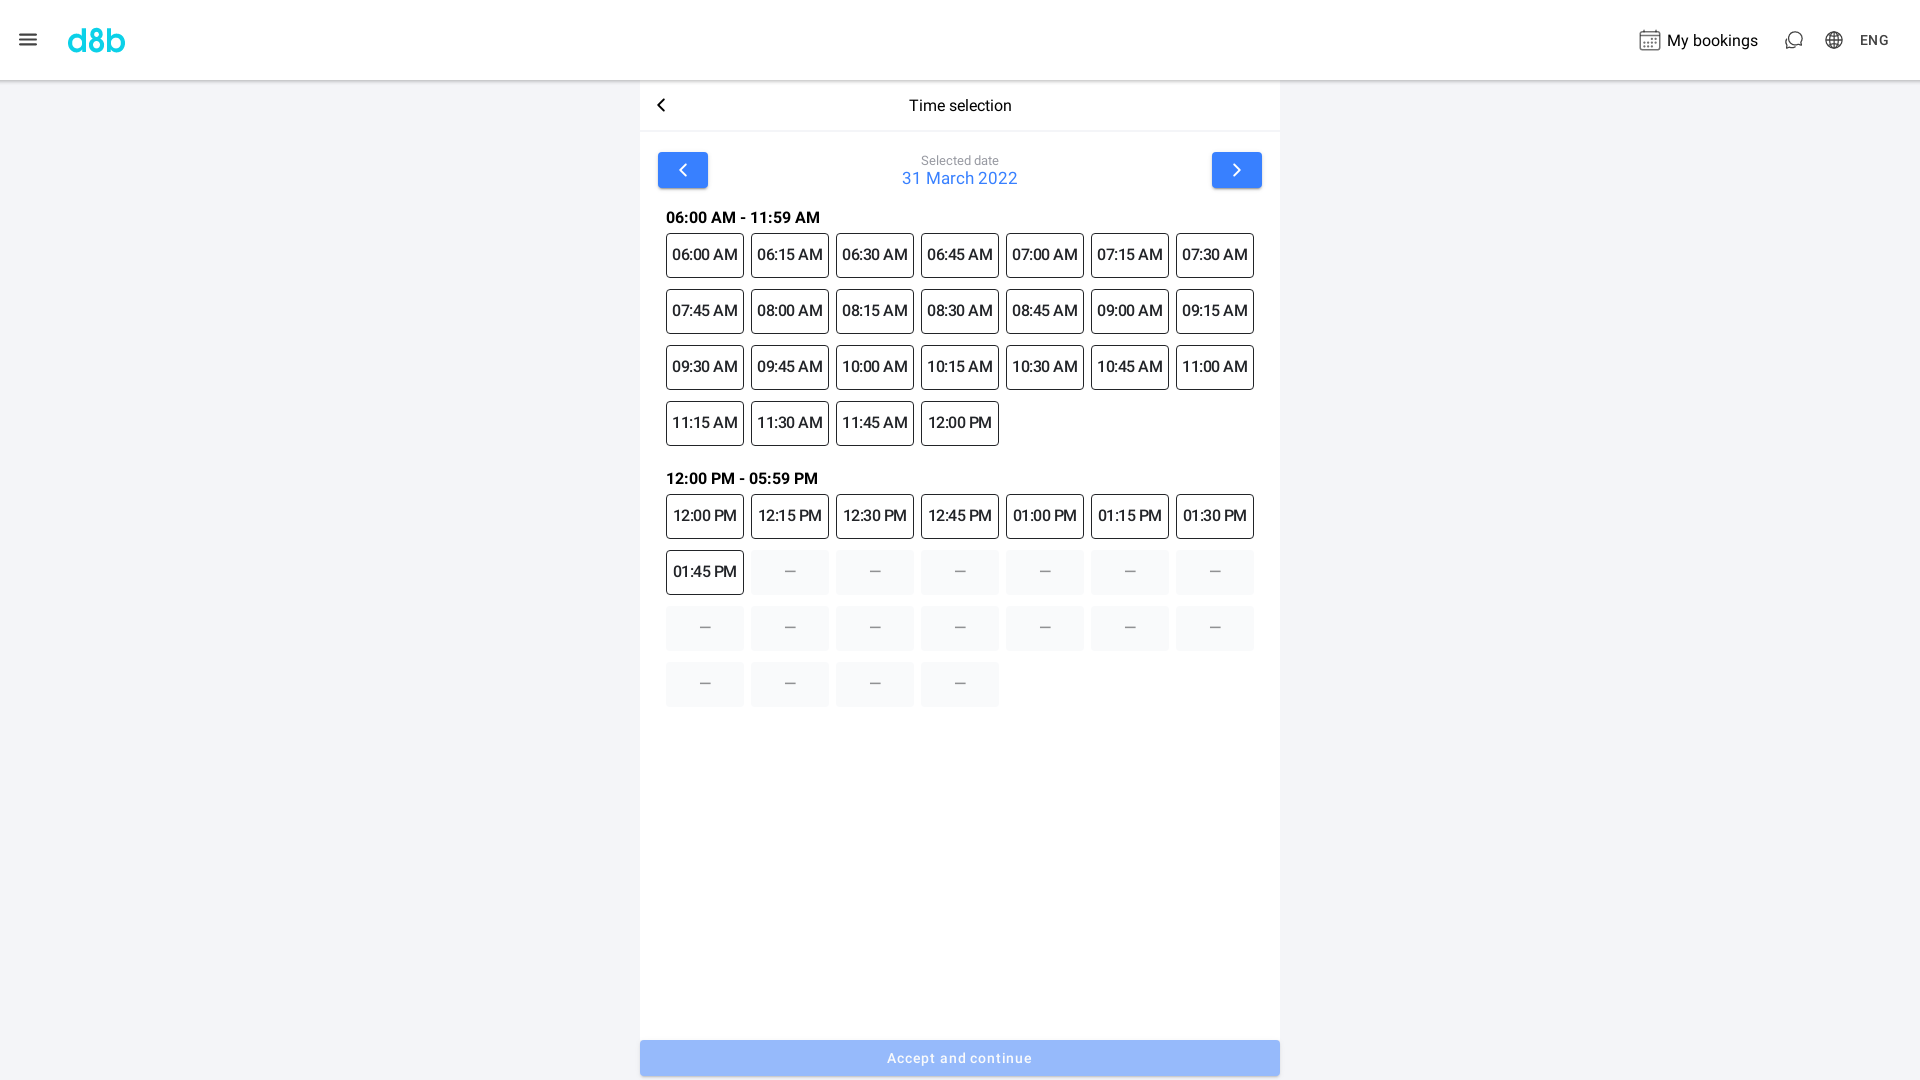 d8b
My bookings
ENG
Time selection
Selected date
31 March 2022
06:00 AM - 11:59 AM
06:00 AM 06:15 AM 06:30 AM 06:45 AM 07:00 AM 07:15 AM 07:30 AM
07:45 AM 08:00 AM 08:15 AM 08:30 AM 08:45 AM 09:00 AM 09:15 AM
09:30 AM 09:45 AM 10:00 AM 10:15 AM 10:30 AM 10:45 AM 11:00 AM
11:15 AM 11:30 AM 11:45 AM 12:00 PM
12:00 PM - 05:59 PM
12:00 PM 12:15 PM 12:30 PM 12:45 PM 01:00 PM 01:15 PM 01:30 PM
01:45 PM — — — — — —
— — — — — — —
— — — —
Accept and continue